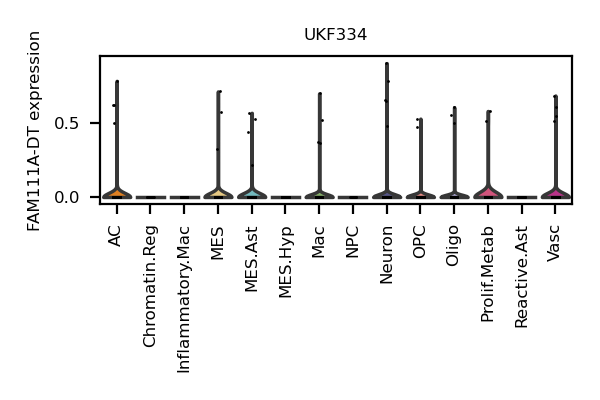 UKF334
FAM111A-DT expression
0.5
0.0
AC
Chromatin.Reg
Inflammatory.Mac
MES
MES.Ast
MES.Hyp
Mac
NPC
Neuron
OPC
Oligo
Prolif.Metab
Reactive.Ast
Vasc